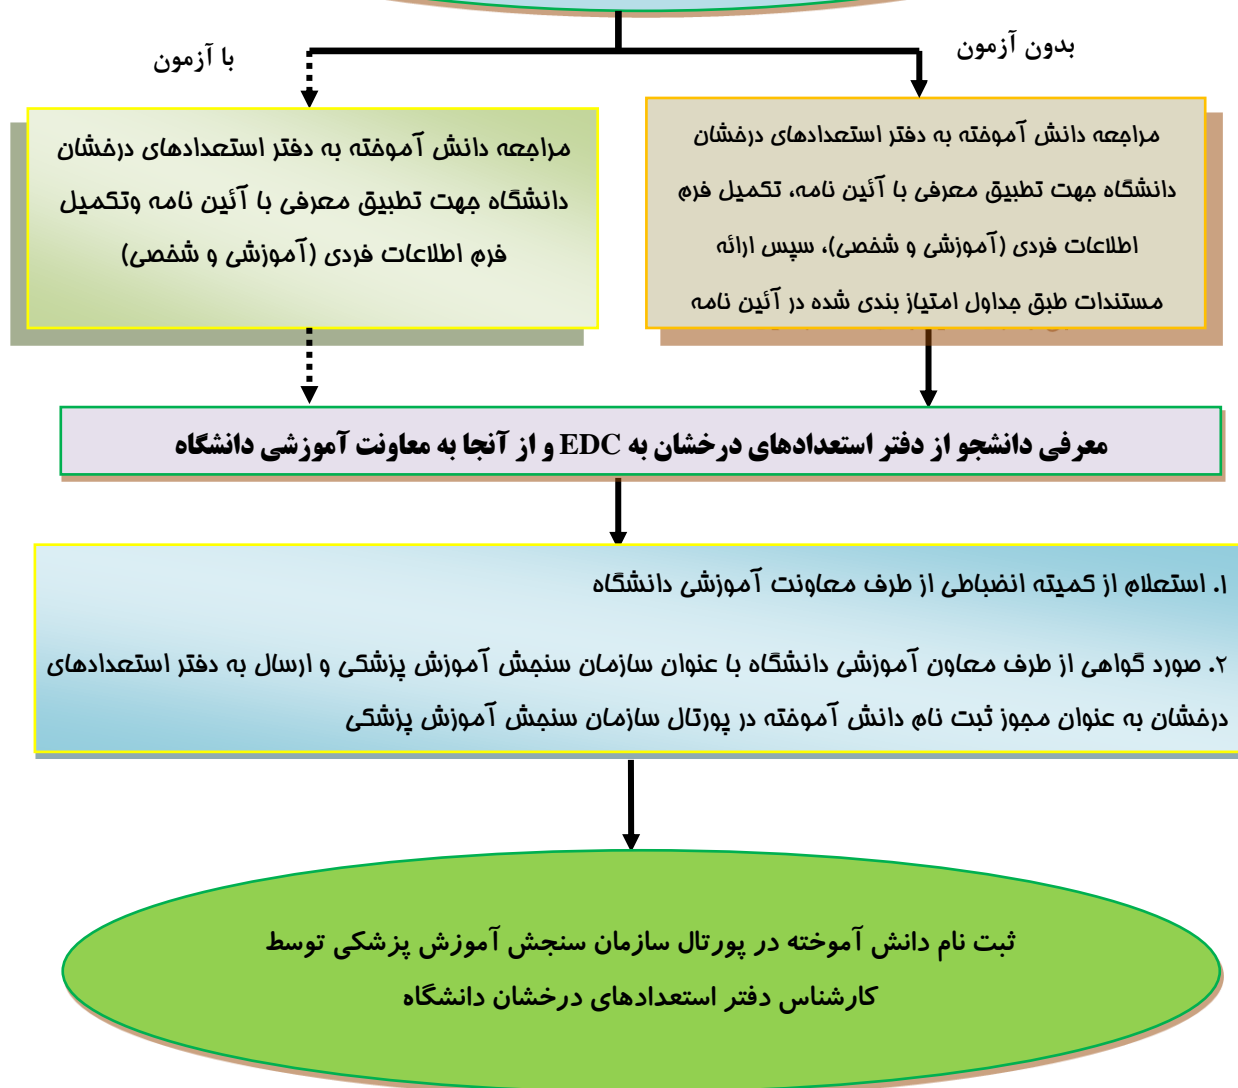 بدون آزمون
با آزمون
مراجعه دانش آموخته به دفتر استعدادهای درخشان
دانشگاه جهت تطبیق معرفی با آئین نامه، تکمیل فرم
اطلاعات فردی (آموزشی و شخصی)، سپس ارائه
مستندات طبق جداول امتیاز بندی شده در آئین نامه
مراجعه دانش آموخته به دفتر استعدادهای درخشان
دانشگاه جهت تطبیق معرفی با آئین نامه وتکمیل
فرم اطلاعات فردی (آموزشی و شخصی)
معرفی دانشجو از دفتر استعدادهای درخشان به EDC و از آنجا به معاونت آموزشی دانشگاه
۱. استعلام از کمیته انضباطی از طرف معاونت آموزشی دانشگاه
۲. صورد گواهی از طرف معاون آموزشی دانشگاه با عنوان سازمان سنجش آموزش پزشکی و ارسال به دفتر استعدادهای
درخشان به عنوان مجوز ثبت نام دانش آموخته در پورتال سازمان سنجش آموزش پزشکی
ثبت نام دانش آموخته در پورتال سازمان سنجش آموزش پزشکی توسط
کارشناس دفتر استعدادهای درخشان دانشگاه